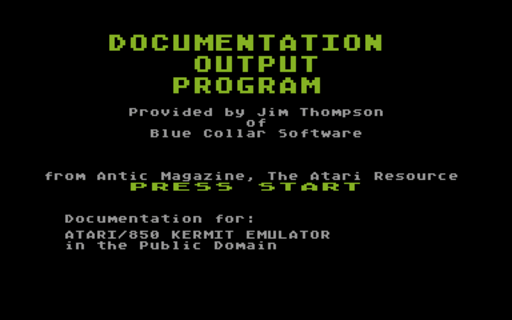 DOCUMENTATION
OUTPUT
PROGRAM
Provided by Jim Thompson
of
Blue Collar Software
from Antic Magazine, The Atari Resource
PRESS START
Documentation for:
ATARI/850 KERMIT EMULATOR
in the Public Domain